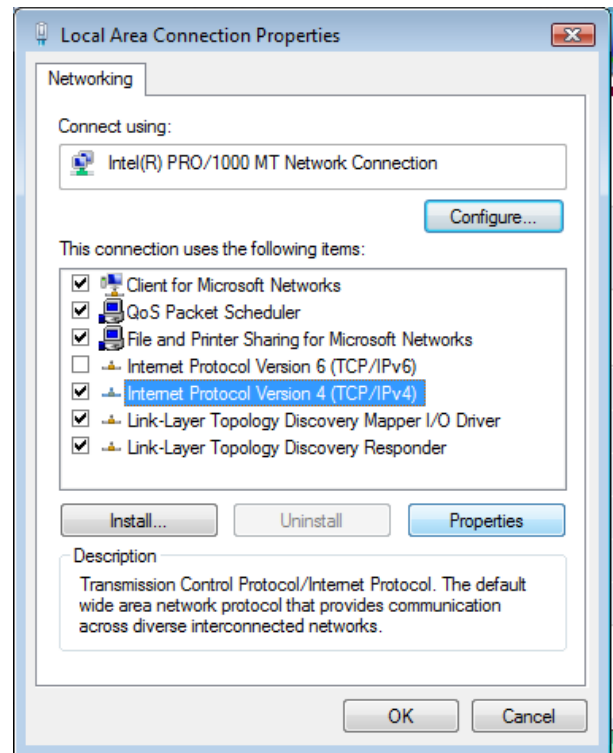 Local Area Connection Properties
Networking
Connect using:
Intel(R) PRO/1000 MT Network Connection
Configure...
This connection uses the following items:
Client for Microsoft Networks
QoS Packet Scheduler
File and Printer Sharing for Microsoft Networks
Internet Protocol Version 6 (TCP/IPv6)
Internet Protocol Version 4 (TCP/IPv4)
Link-Layer Topology Discovery Mapper I/O Driver
Link-Layer Topology Discovery Responder
Install... Uninstall Properties
Description
Transmission Control Protocol/Internet Protocol. The default
wide area network protocol that provides communication
across diverse interconnected networks.
OK Cancel